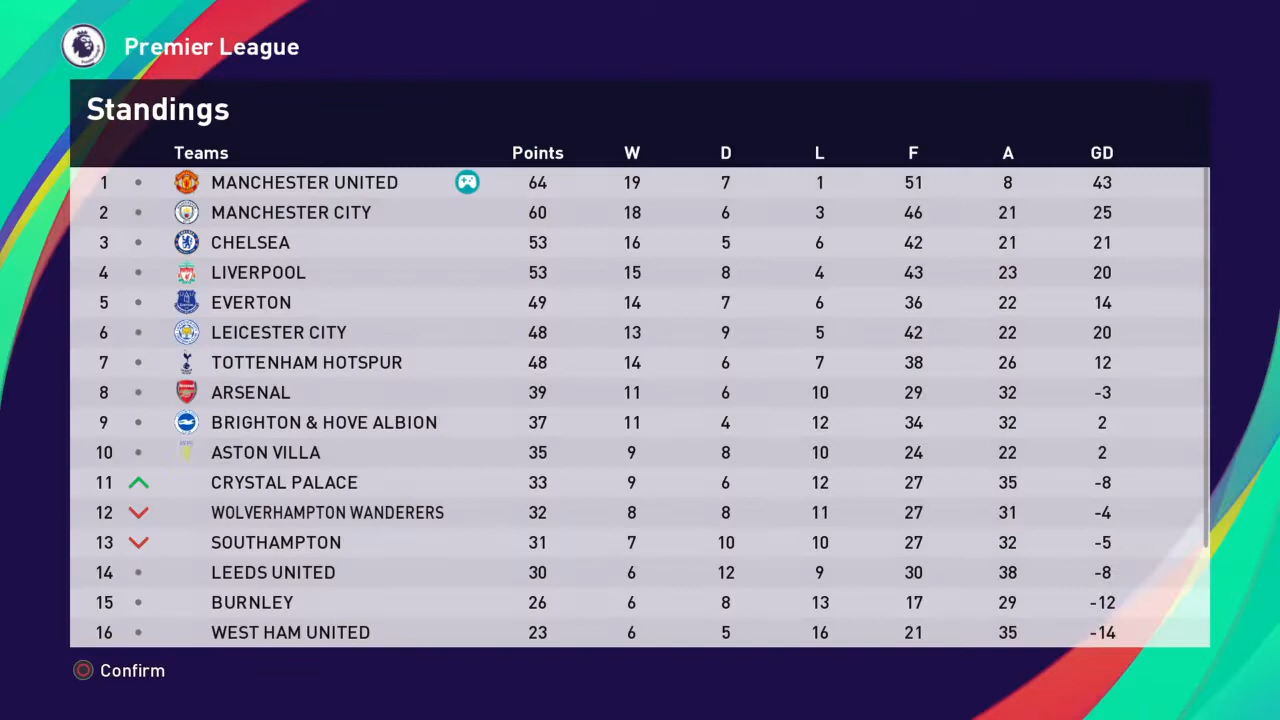 Premier League
Standings
Teams Points W D L F A GD
1 MANCHESTER UNITED 64 19 7 1 51 8 43
2 MANCHESTER CITY 60 18 6 3 46 21 25
3 CHELSEA 53 16 5 6 42 21 21
4 LIVERPOOL 53 15 8 4 43 23 20
5 EVERTON 49 14 7 6 36 22 14
6 LEICESTER CITY 48 13 9 5 42 22 20
7 TOTTENHAM HOTSPUR 48 14 6 7 38 26 12
8 ARSENAL 39 11 6 10 29 32 -3
9 BRIGHTON & HOVE ALBION 37 11 4 12 34 32 2
10 ASTON VILLA 35 9 8 10 24 22 2
11 CRYSTAL PALACE 33 9 6 12 27 35 -8
12 WOLVERHAMPTON WANDERERS 32 8 8 11 27 31 -4
13 SOUTHAMPTON 31 7 10 10 27 32 -5
14 LEEDS UNITED 30 6 12 9 30 38 -8
15 BURNLEY 26 6 8 13 17 29 -12
16 WEST HAM UNITED 23 6 5 16 21 35 -14
Confirm